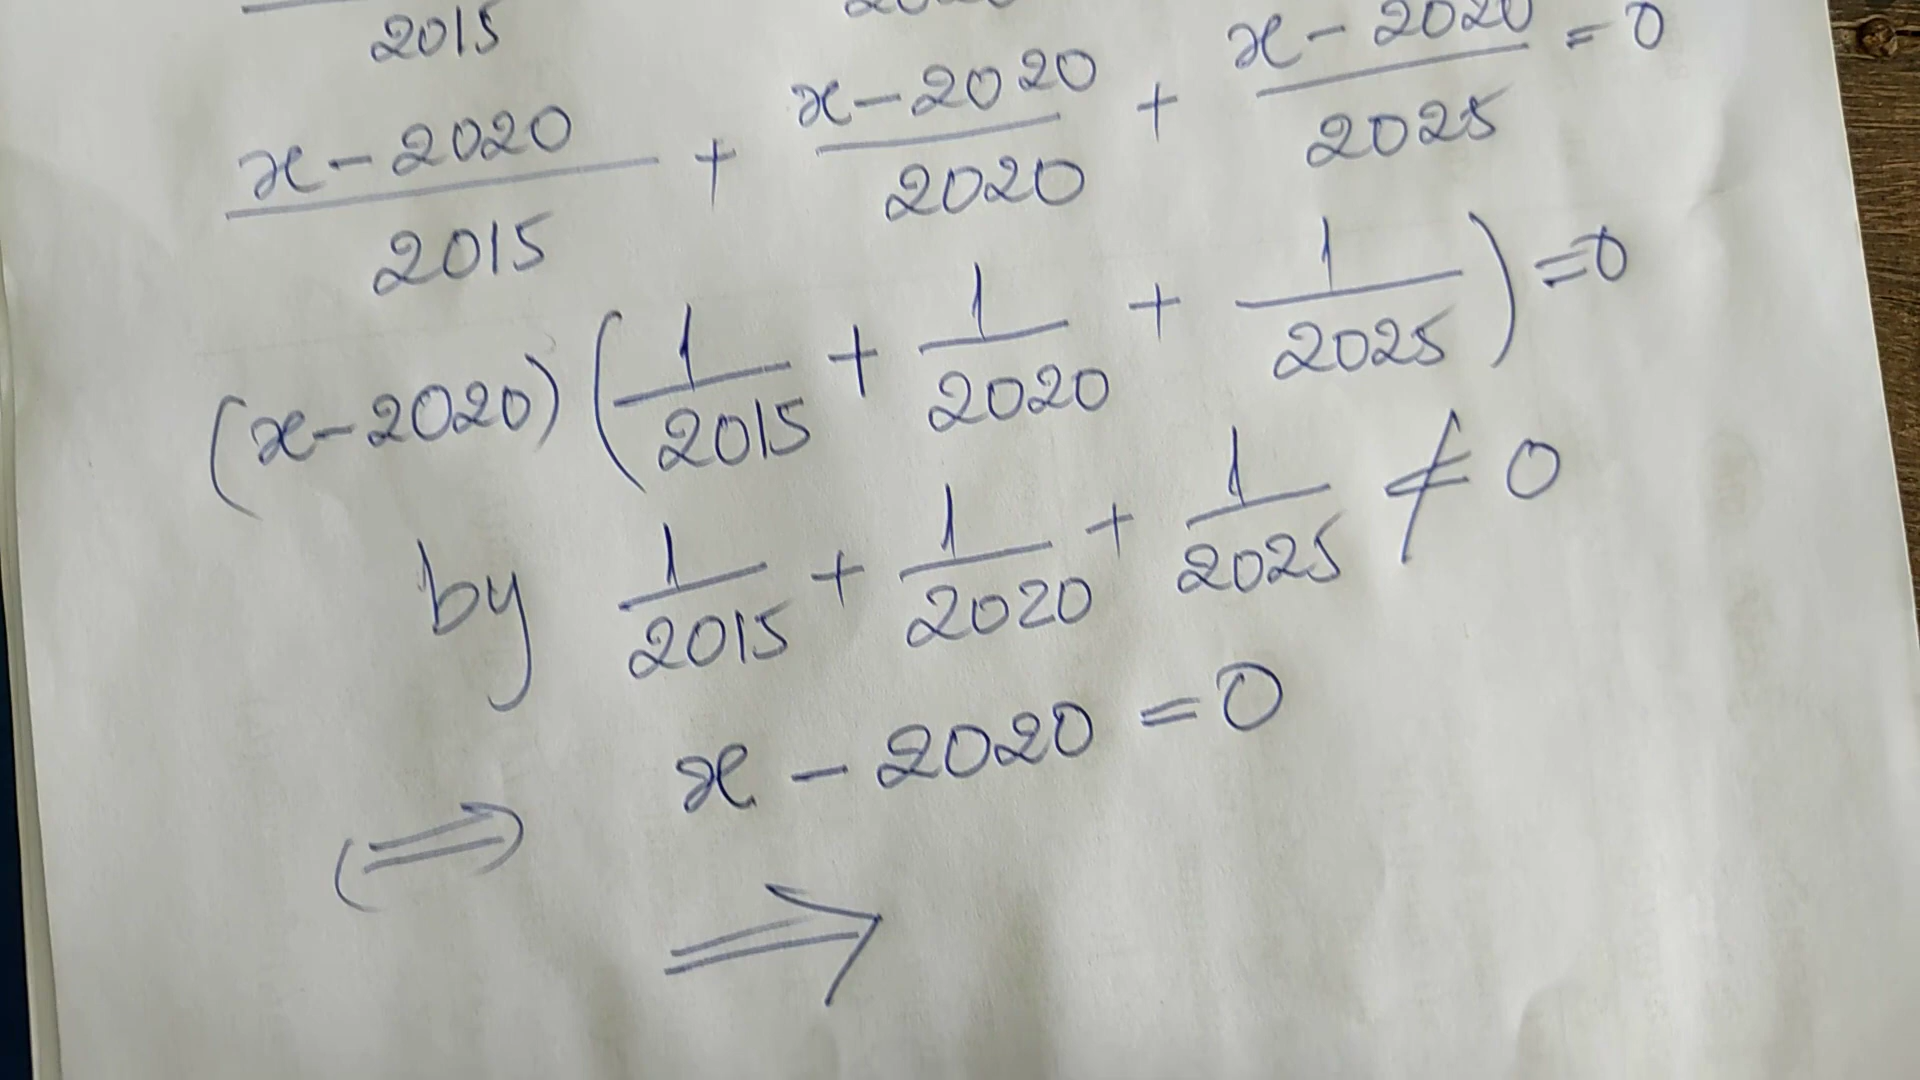 2015
x-2020/2015 + x-2020/2020 + x-2020/2025 = 0
(x-2020)(1/2015 + 1/2020 + 1/2025) = 0
by 1/2015 + 1/2020 + 1/2025 ≠ 0
(⇒) x - 2020 = 0
⇒